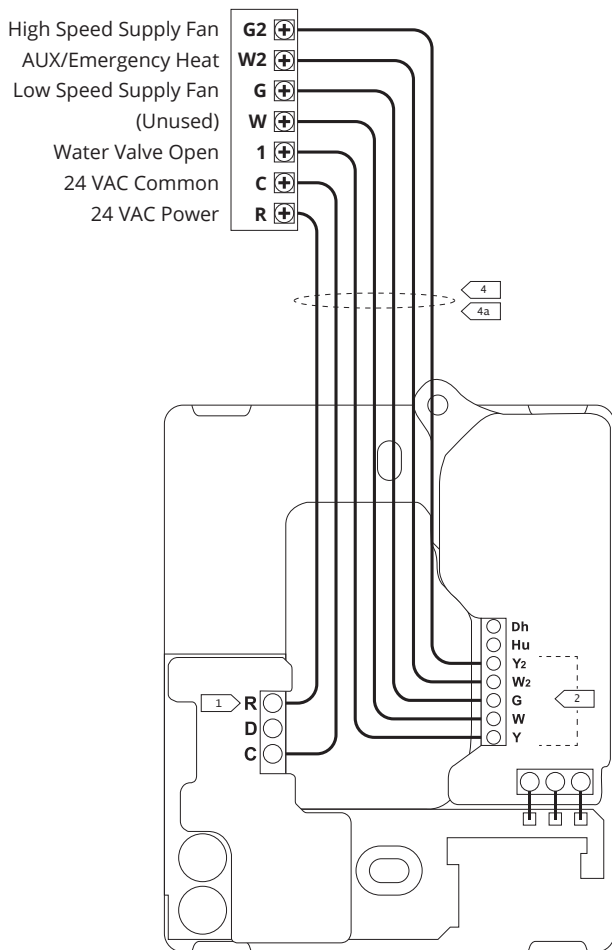 High Speed Supply Fan G2
AUX/Emergency Heat W2
Low Speed Supply Fan G
(Unused) W
Water Valve Open 1
24 VAC Common C
24 VAC Power R
4
4a
Dh
Hu
Y2
W2
G
W
Y
2
1
R
D
C